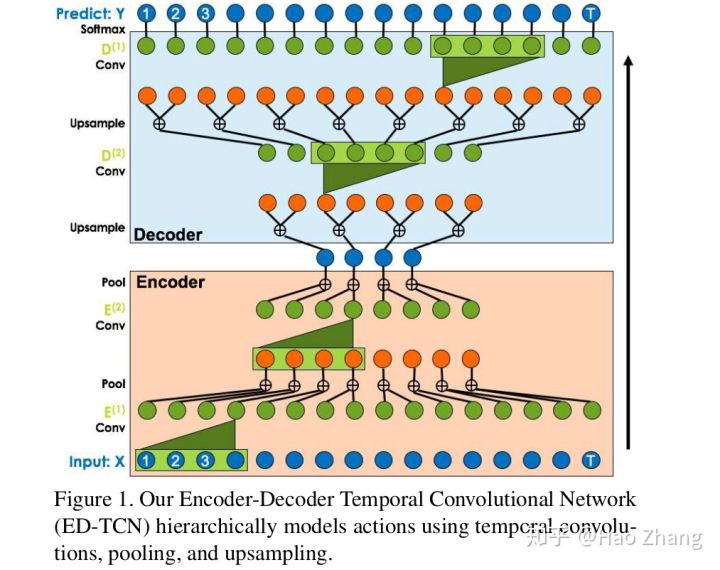 Predict: Y 1 2 3 T
Softmax
D(1)
Conv
Upsample
D(2)
Conv
Upsample
Decoder
Pool
Encoder
E(2)
Conv
Pool
E(1)
Conv
Input: X 1 2 3 T
Figure 1. Our Encoder-Decoder Temporal Convolutional Network
(ED-TCN) hierarchically models actions using temporal convolu-
tions, pooling, and upsampling.
知乎 @Hao Zhang